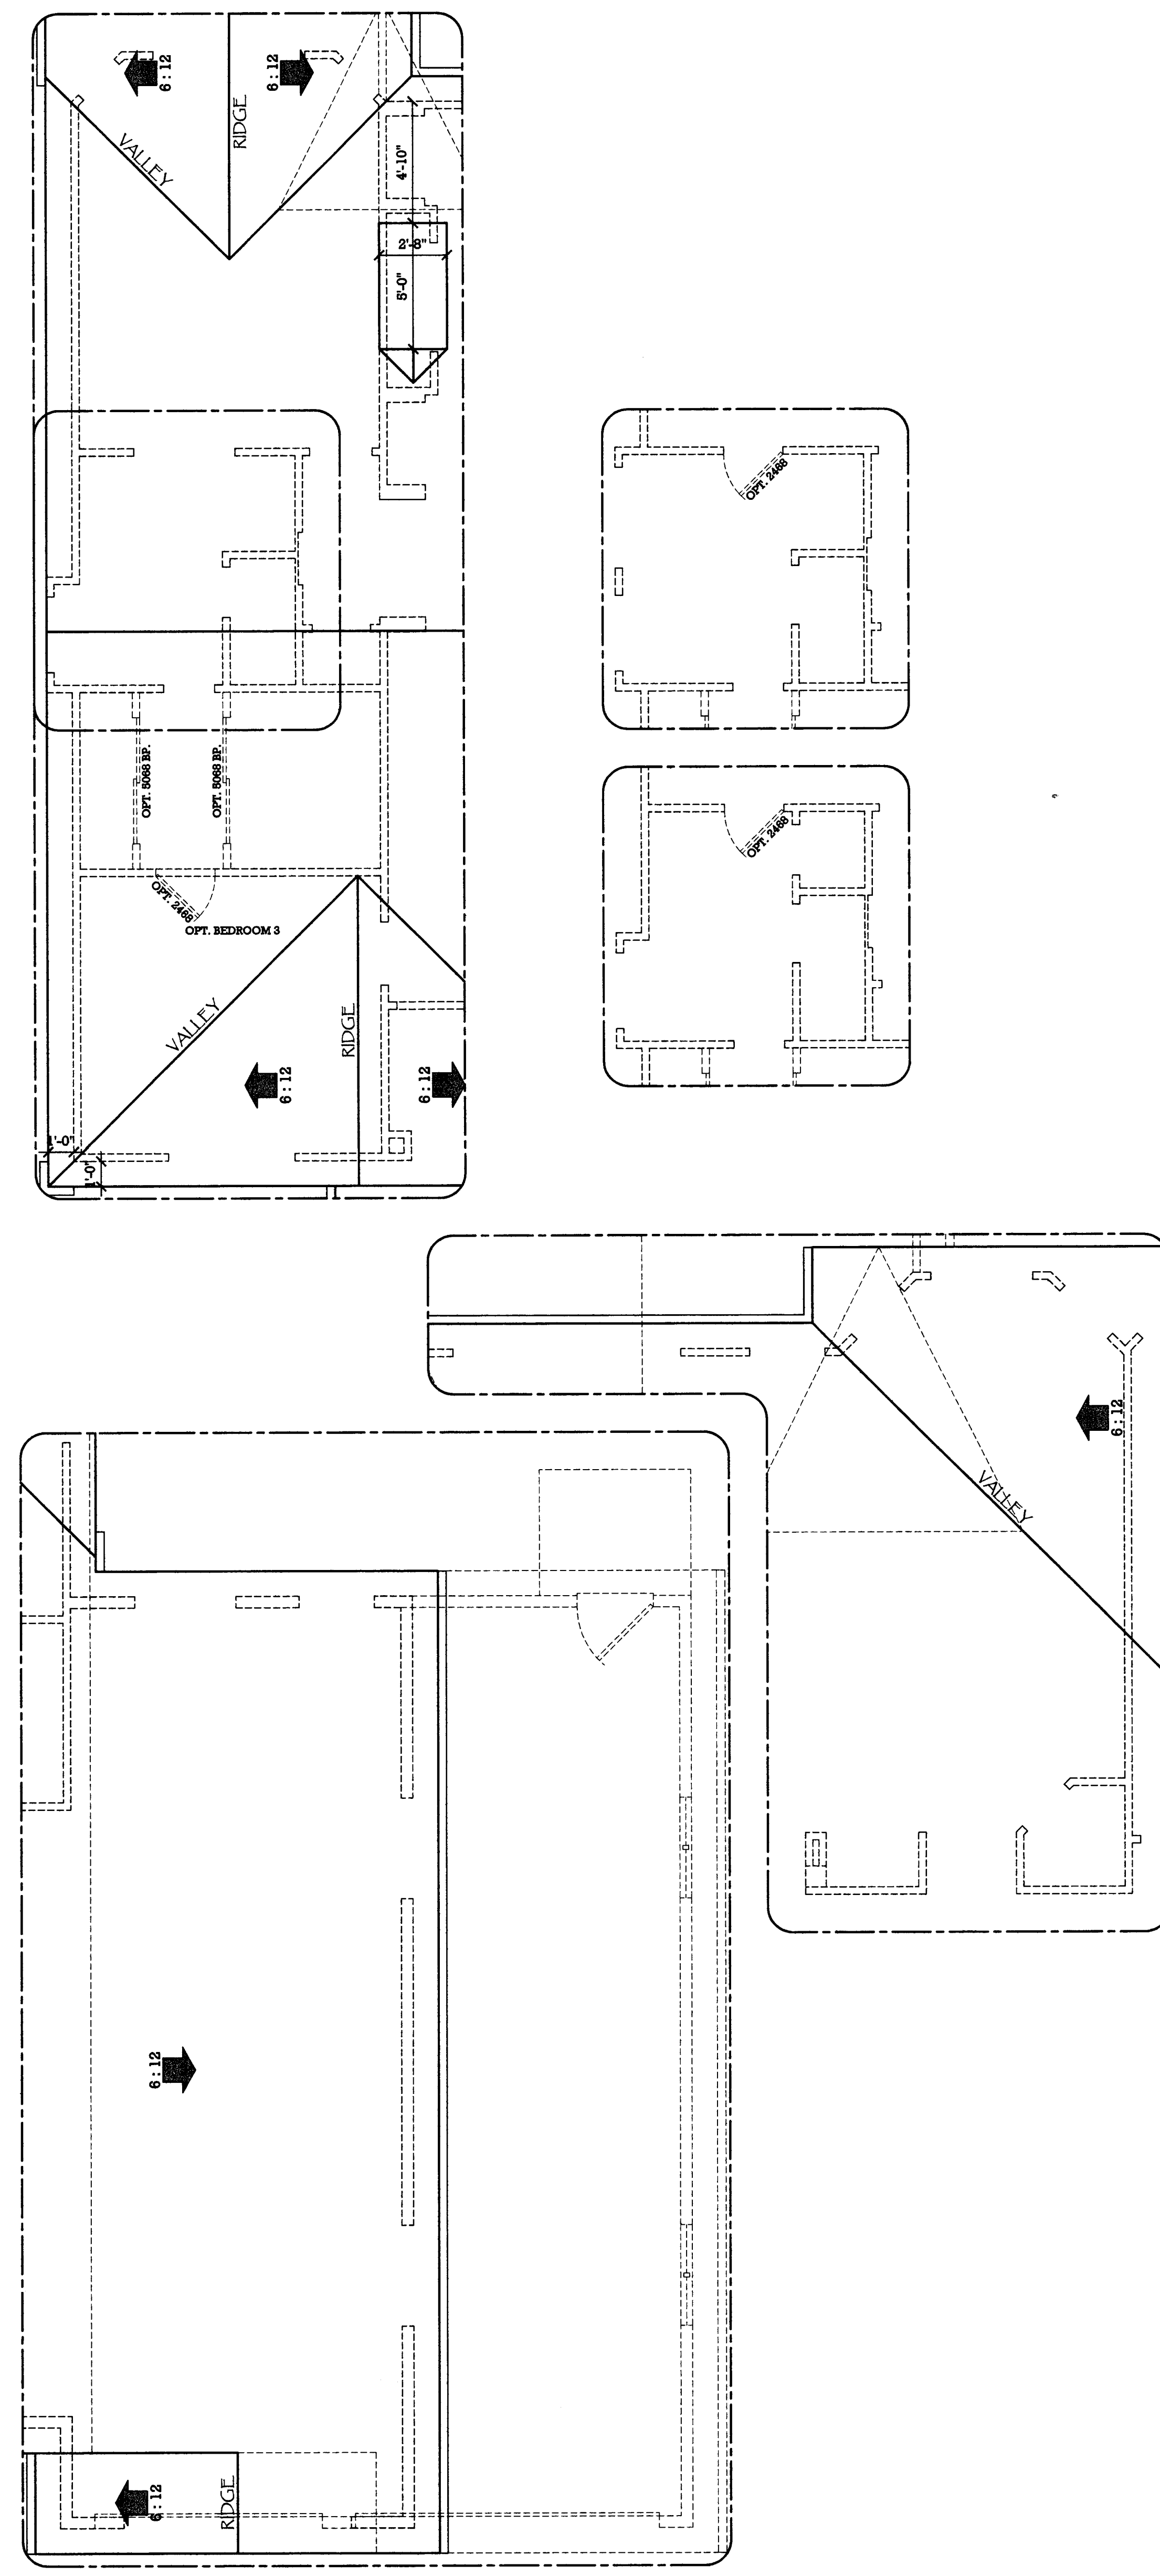 6:12
6:12
RIDGE
VALLEY
4'-10"
2'-8"
5'-0"
OPT. 2468
OPT. 5068 BP.
OPT. 5068 BP.
OPT. 2468
OPT. 2468
OPT. BEDROOM 3
VALLEY
RIDGE
6:12
6:12
1'-0"
1'-0"
6:12
VALLEY
6:12
6:12
RIDGE